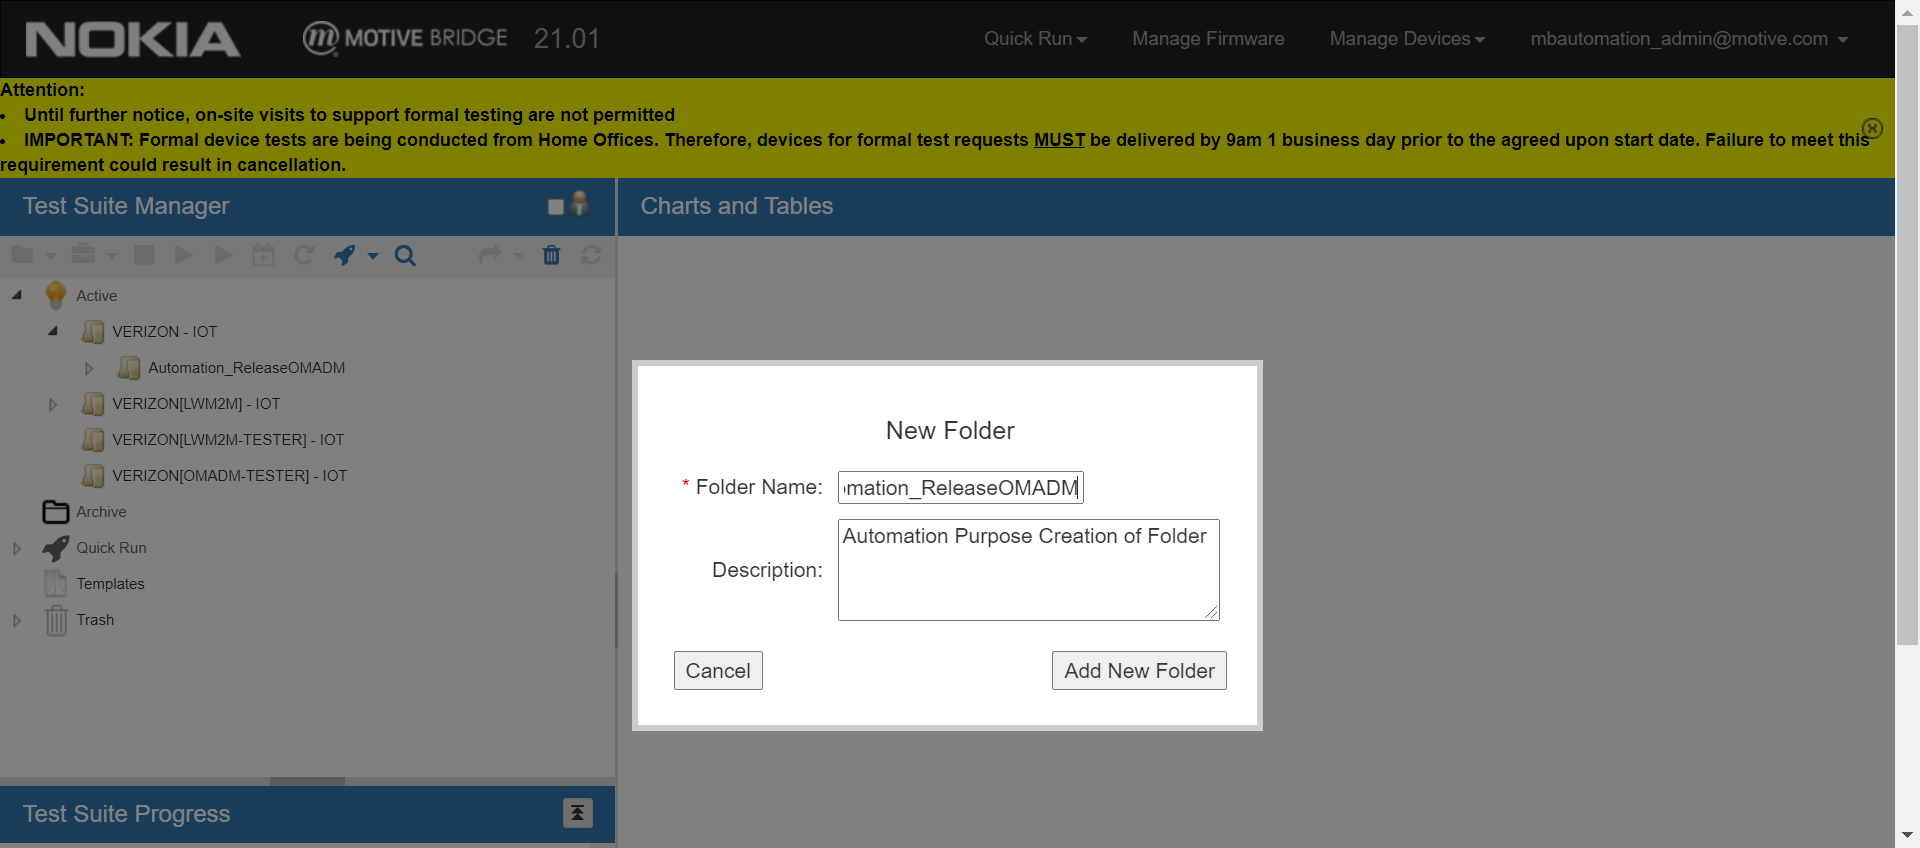 NOKIA
m MOTIVE BRIDGE 21.01
Quick Run
Manage Firmware
Manage Devices
mbautomation_admin@motive.com
Attention:
• Until further notice, on-site visits to support formal testing are not permitted
• IMPORTANT: Formal device tests are being conducted from Home Offices. Therefore, devices for formal test requests MUST be delivered by 9am 1 business day prior to the agreed upon start date. Failure to meet this
requirement could result in cancellation.
Test Suite Manager
Charts and Tables
Active
VERIZON - IOT
Automation_ReleaseOMADM
VERIZON[LWM2M] - IOT
VERIZON[LWM2M-TESTER] - IOT
VERIZON[OMADM-TESTER] - IOT
Archive
Quick Run
Templates
Trash
New Folder
* Folder Name: omation_ReleaseOMADM
Description: Automation Purpose Creation of Folder
Cancel
Add New Folder
Test Suite Progress